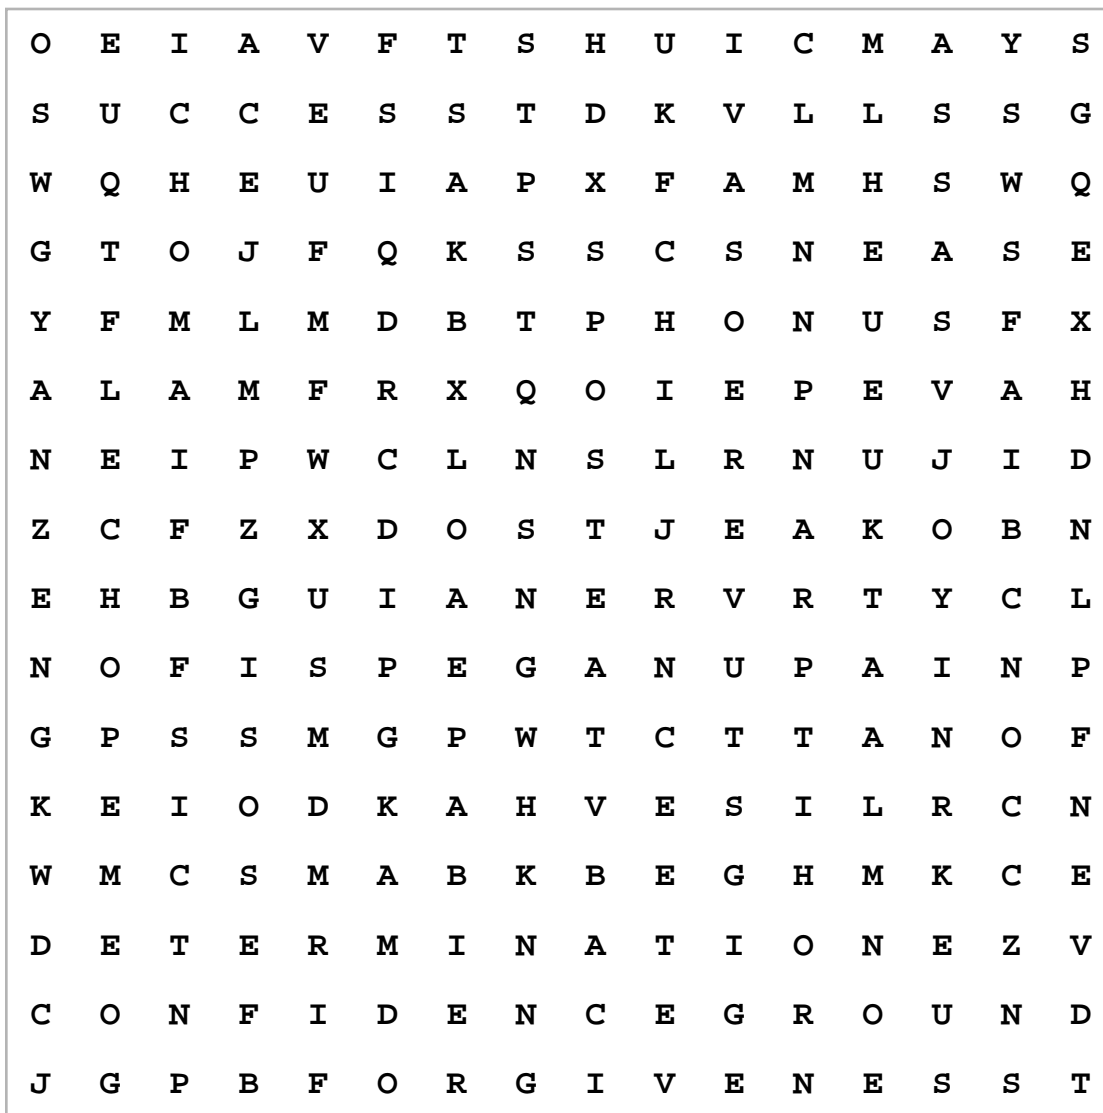 O E I A V F T S H U I C M A Y S
S U C C E S S T D K V L L S S G
W Q H E U I A P X F A M H S W Q
G T O J F Q K S S C S N E A S E
Y F M L M D B T P H O N U S F X
A L A M F R X Q O I E P E V A H
N E I P W C L N S L R N U J I D
Z C F Z X D O S T J E A K O B N
E H B G U I A N E R V R T Y C L
N O F I S P E G A N U P A I N P
G P S S M G P W T C T T A N O F
K E I O D K A H V E S I L R C N
W M C S M A B K B E G H M K C E
D E T E R M I N A T I O N E Z V
C O N F I D E N C E G R O U N D
J G P B F O R G I V E N E S S T